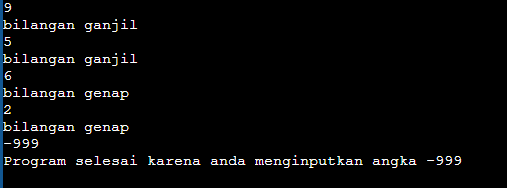 9
bilangan ganjil
5
bilangan ganjil
6
bilangan genap
2
bilangan genap
-999
Program selesai karena anda menginputkan angka -999